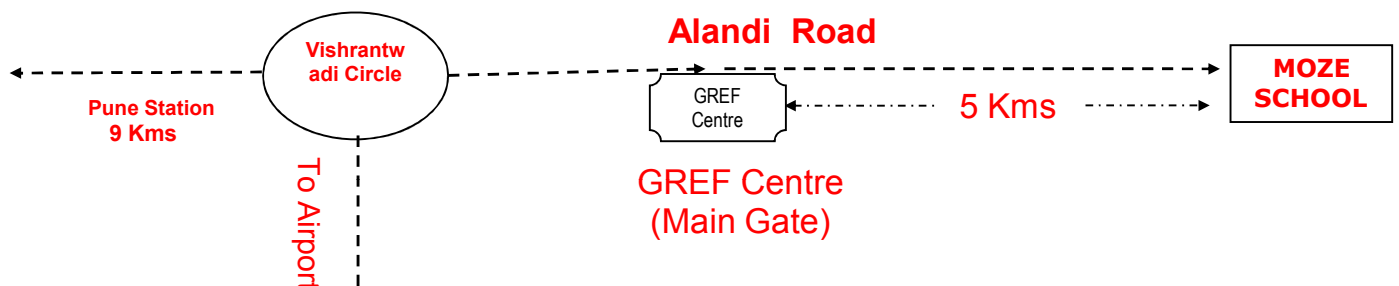 Alandi Road
Vishrantw
adi Circle
Pune Station
9 Kms
GREF
Centre
5 Kms
MOZE
SCHOOL
GREF Centre
(Main Gate)
To Airport